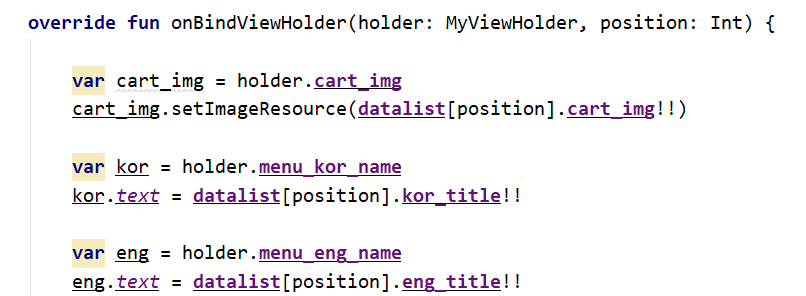 override fun onBindViewHolder(holder: MyViewHolder, position: Int) {
var cart_img = holder.cart_img
cart_img.setImageResource(datalist[position].cart_img!!)
var kor = holder.menu_kor_name
kor.text = datalist[position].kor_title!!
var eng = holder.menu_eng_name
eng.text = datalist[position].eng_title!!